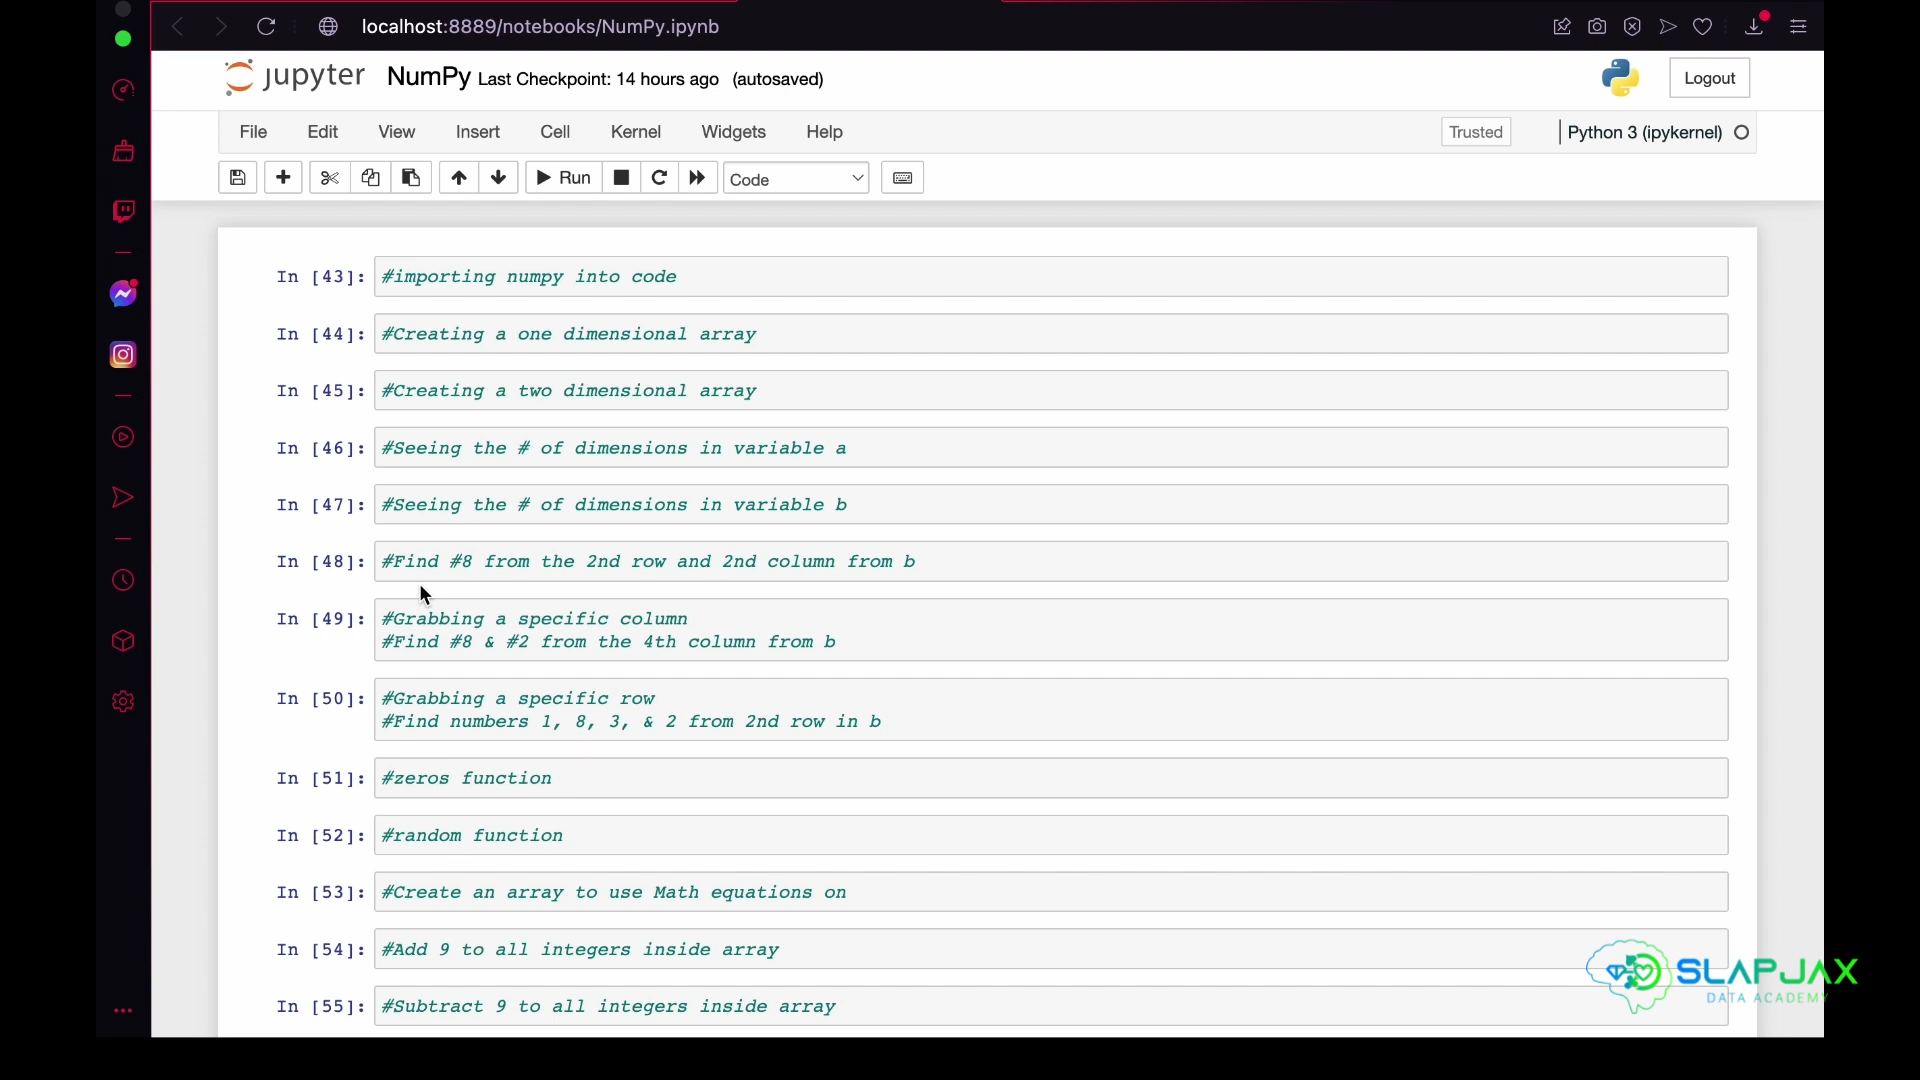 localhost:8889/notebooks/NumPy.ipynb
jupyter NumPy Last Checkpoint: 14 hours ago (autosaved) Logout
File Edit View Insert Cell Kernel Widgets Help Trusted Python 3 (ipykernel)
Run Code
In [43]: #importing numpy into code
In [44]: #Creating a one dimensional array
In [45]: #Creating a two dimensional array
In [46]: #Seeing the # of dimensions in variable a
In [47]: #Seeing the # of dimensions in variable b
In [48]: #Find #8 from the 2nd row and 2nd column from b
In [49]: #Grabbing a specific column
#Find #8 & #2 from the 4th column from b
In [50]: #Grabbing a specific row
#Find numbers 1, 8, 3, & 2 from 2nd row in b
In [51]: #zeros function
In [52]: #random function
In [53]: #Create an array to use Math equations on
In [54]: #Add 9 to all integers inside array
In [55]: #Subtract 9 to all integers inside array
SLAPJAX
DATA ACADEMY